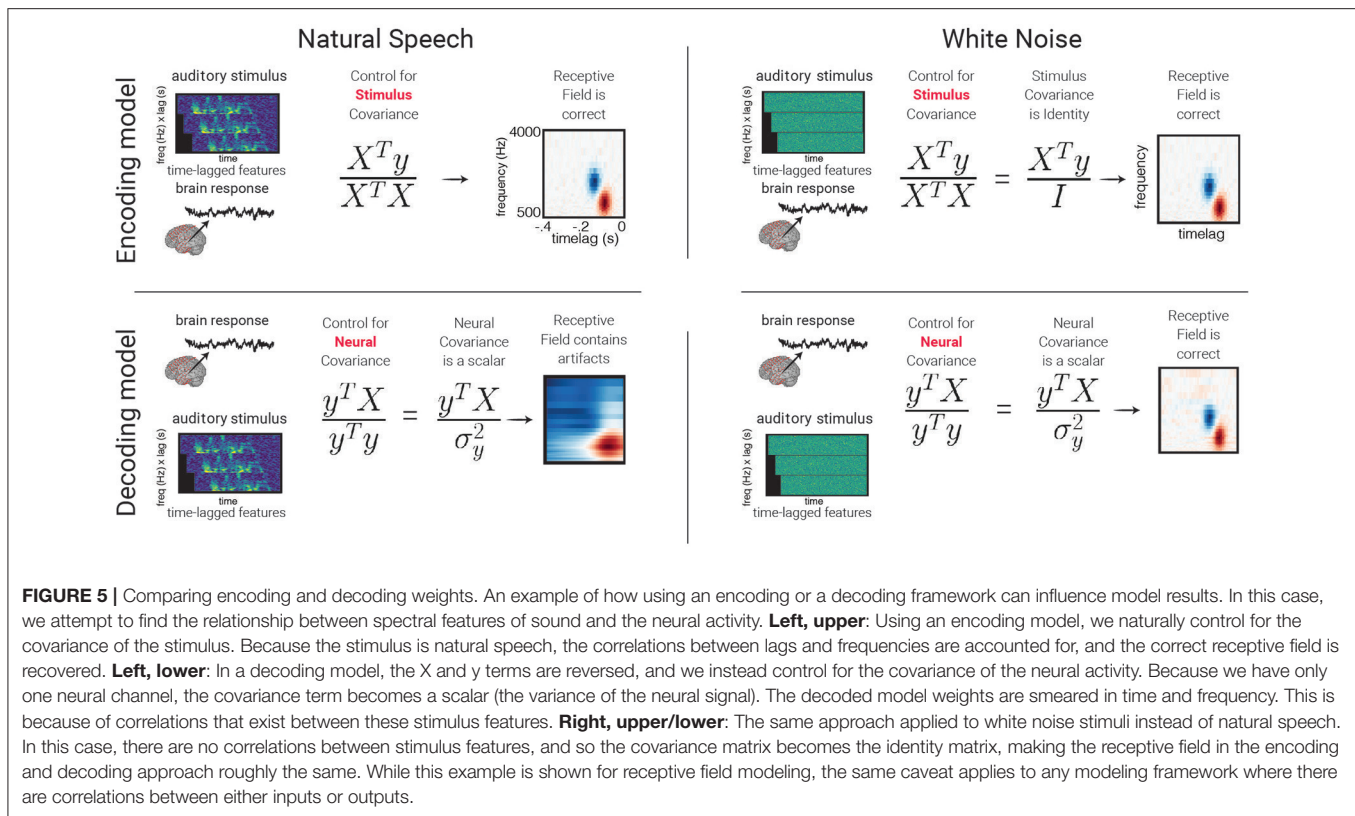 Natural Speech
White Noise
Encoding model
auditory stimulus
freq (Hz) x lag (s)
time
time-lagged features
brain response
Control for
Stimulus
Covariance
X^T y
X^T X
→
Receptive
Field is
correct
4000
frequency (Hz)
500
-.4 -.2 0
timelag (s)
auditory stimulus
freq (Hz) x lag (s)
time
time-lagged features
brain response
Control for
Stimulus
Covariance
X^T y
X^T X
=
Stimulus
Covariance
is Identity
X^T y
I
→
Receptive
Field is
correct
frequency
timelag
Decoding model
brain response
auditory stimulus
freq (Hz) x lag (s)
time
time-lagged features
Control for
Neural
Covariance
y^T X
y^T y
=
Neural
Covariance
is a scalar
y^T X
σ_y^2
→
Receptive
Field contains
artifacts
brain response
auditory stimulus
freq (Hz) x lag (s)
time
time-lagged features
Control for
Neural
Covariance
y^T X
y^T y
=
Neural
Covariance
is a scalar
y^T X
σ_y^2
→
Receptive
Field is
correct
FIGURE 5 | Comparing encoding and decoding weights. An example of how using an encoding or a decoding framework can influence model results. In this case,
we attempt to find the relationship between spectral features of sound and the neural activity. Left, upper: Using an encoding model, we naturally control for the
covariance of the stimulus. Because the stimulus is natural speech, the correlations between lags and frequencies are accounted for, and the correct receptive field is
recovered. Left, lower: In a decoding model, the X and y terms are reversed, and we instead control for the covariance of the neural activity. Because we have only
one neural channel, the covariance term becomes a scalar (the variance of the neural signal). The decoded model weights are smeared in time and frequency. This is
because of correlations that exist between these stimulus features. Right, upper/lower: The same approach applied to white noise stimuli instead of natural speech.
In this case, there are no correlations between stimulus features, and so the covariance matrix becomes the identity matrix, making the receptive field in the encoding
and decoding approach roughly the same. While this example is shown for receptive field modeling, the same caveat applies to any modeling framework where there
are correlations between either inputs or outputs.